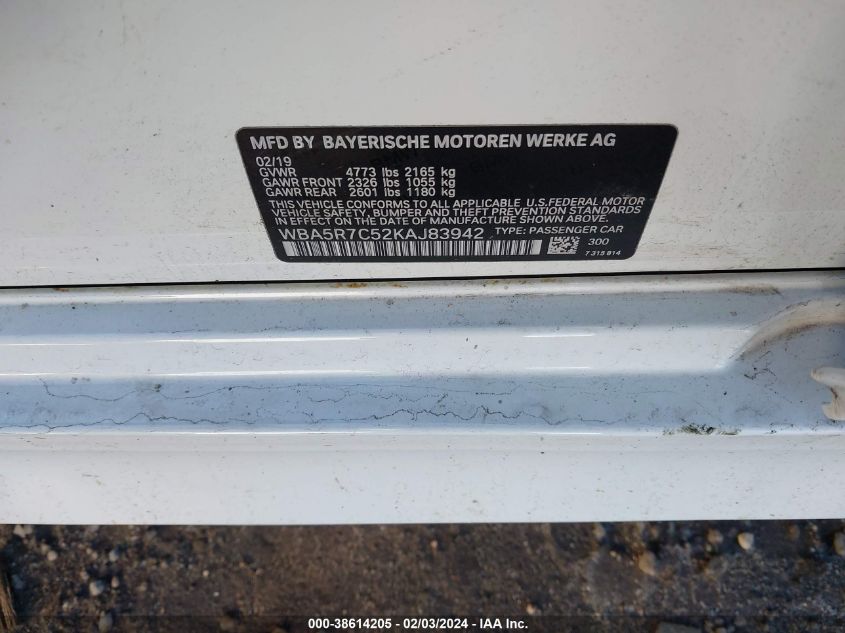 MFD BY BAYERISCHE MOTOREN WERKE AG
02/19
GVWR 4773 lbs 2165 kg
GAWR FRONT 2326 lbs 1055 kg
GAWR REAR 2601 lbs 1180 kg
THIS VEHICLE CONFORMS TO ALL APPLICABLE U.S.FEDERAL MOTOR
VEHICLE SAFETY, BUMPER AND THEFT PREVENTION STANDARDS
IN EFFECT ON THE DATE OF MANUFACTURE SHOWN ABOVE.
WBA5R7C52KAJ83942 TYPE: PASSENGER CAR
300
7 315 814
000-38614205 - 02/03/2024 - IAA Inc.